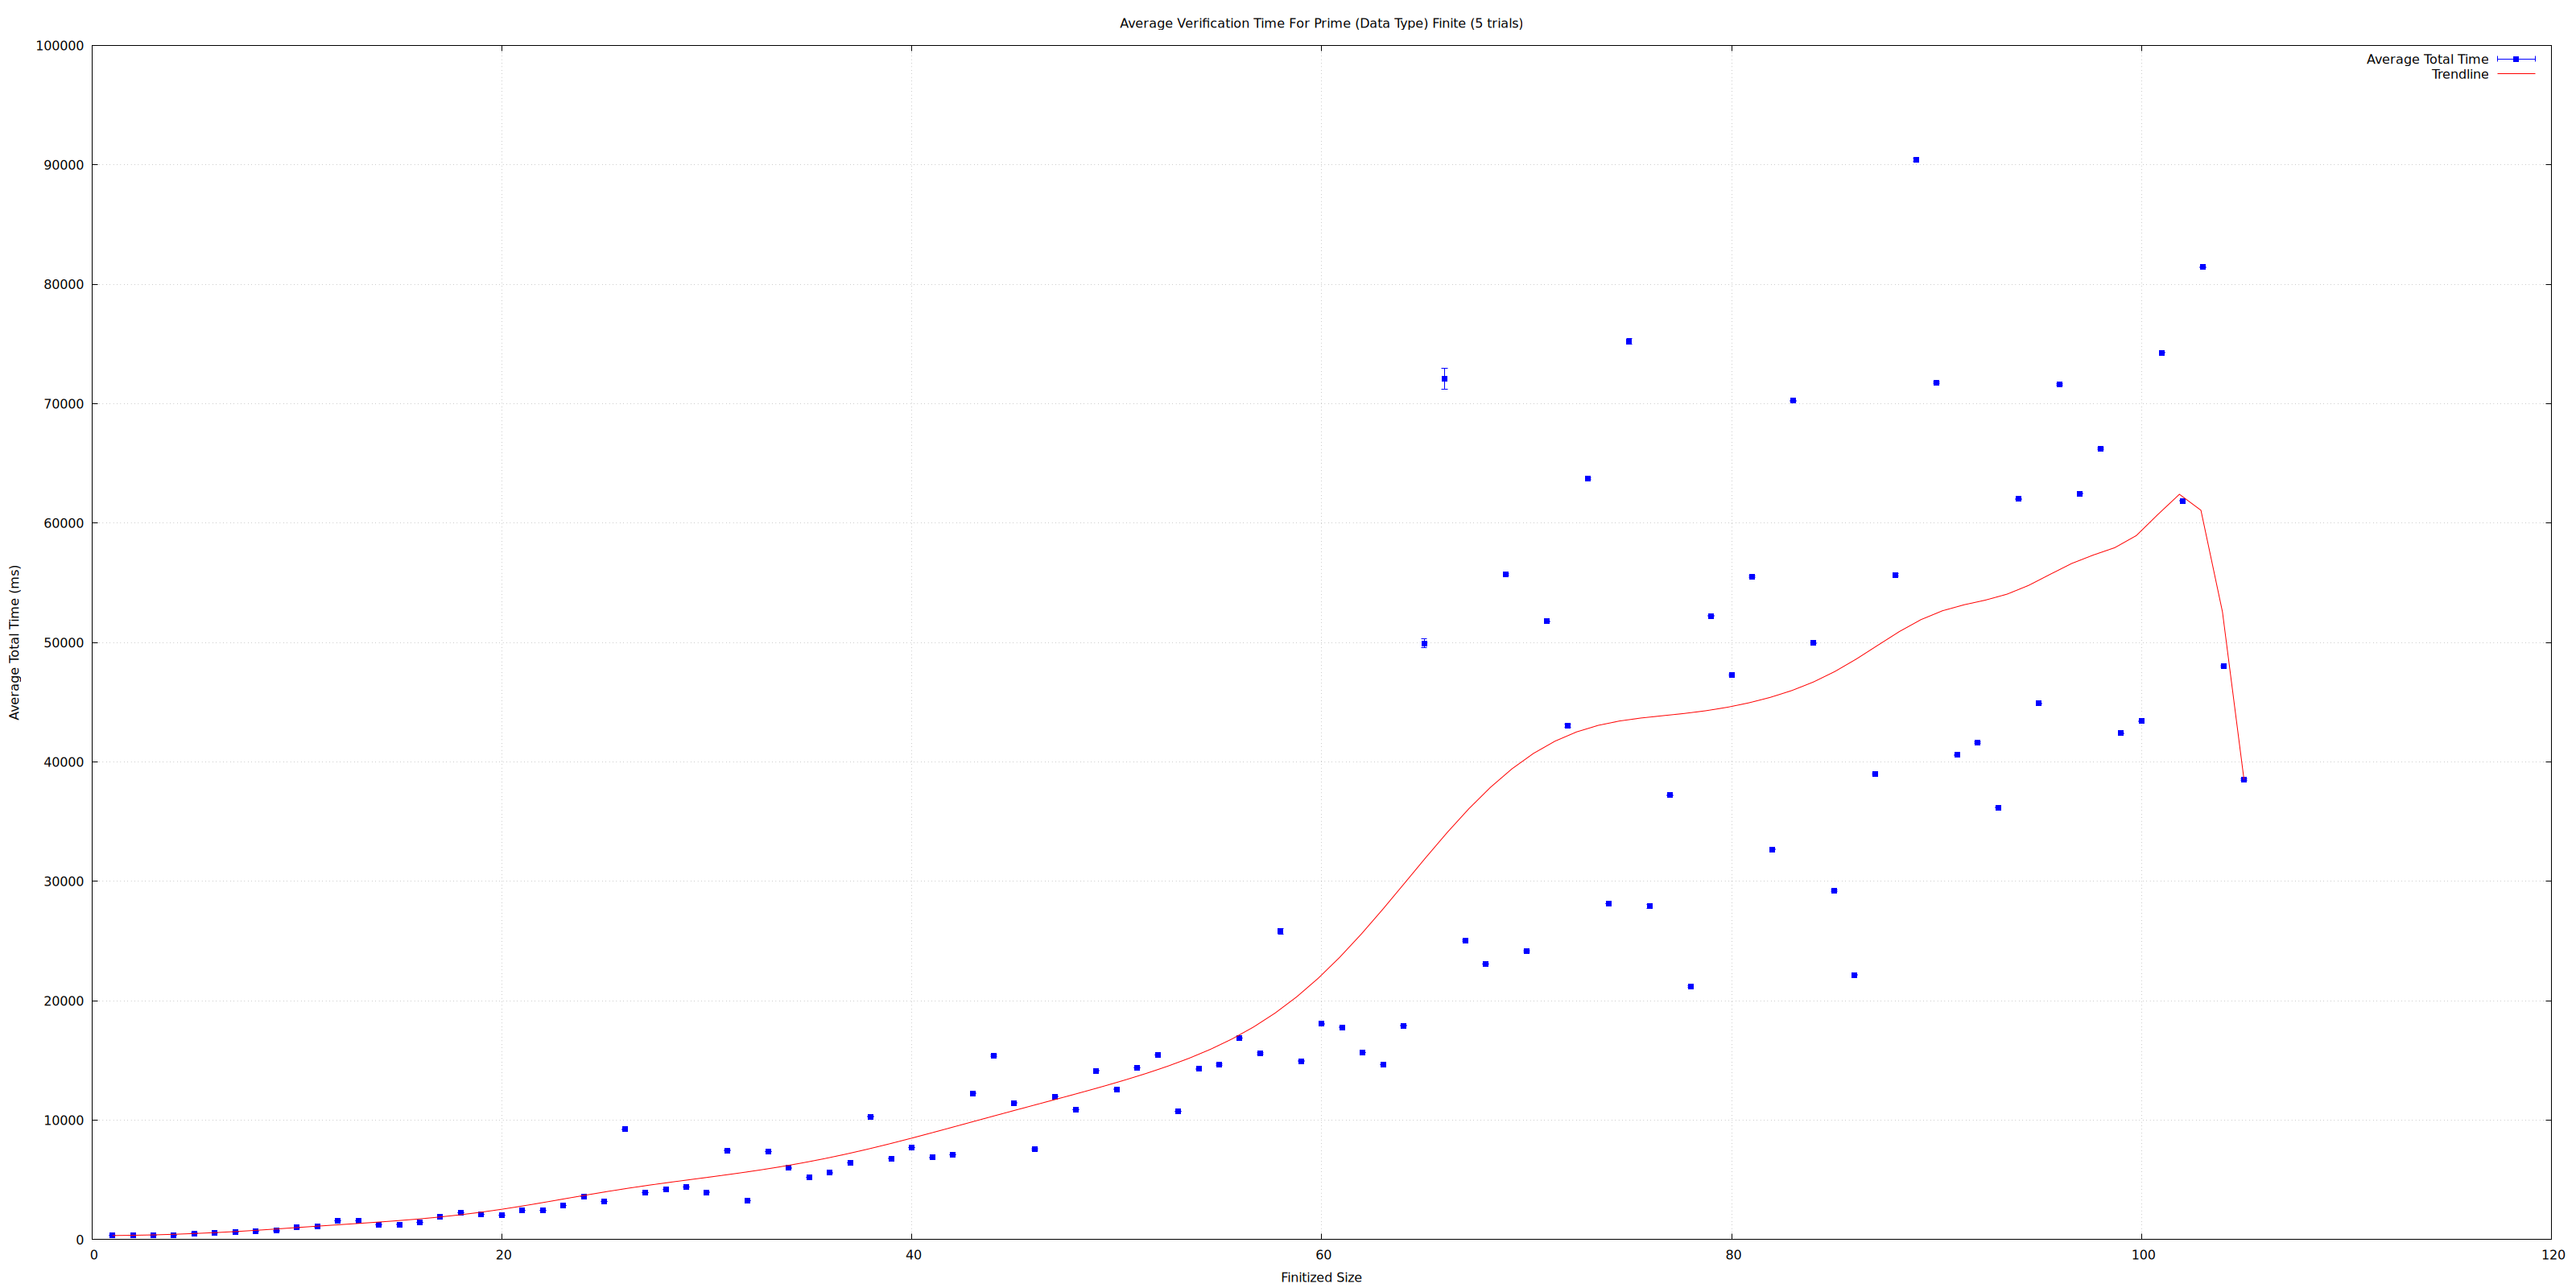 Average Verification Time For Prime (Data Type) Finite (5 trials)
100000
90000
80000
70000
60000
50000
40000
30000
20000
10000
0
Average Total Time (ms)
Average Total Time
Trendline
0 20 40 60 80 100 120
Finitized Size